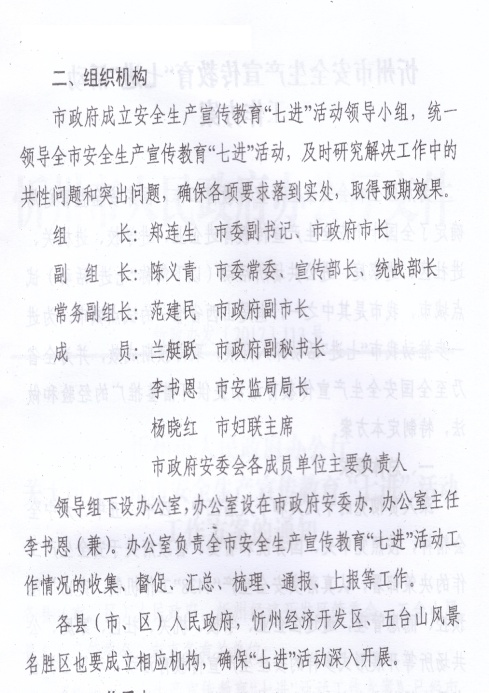 二、组织机构
市政府成立安全生产宣传教育“七进”活动领导小组，统一
领导全市安全生产宣传教育“七进”活动，及时研究解决工作中的
共性问题和突出问题，确保各项要求落到实处，取得预期效果。
组　　长：郑连生　市委副书记、市政府市长
副 组 长：陈义青　市委常委、宣传部长、统战部长
常务副组长：范建民　市政府副市长
成　　员：兰艇跃　市政府副秘书长
李书恩　市安监局局长
杨晓红　市妇联主席
市政府安委会各成员单位主要负责人
领导组下设办公室，办公室设在市政府安委办，办公室主任
李书恩（兼）。办公室负责全市安全生产宣传教育“七进”活动工
作情况的收集、督促、汇总、梳理、通报、上报等工作。
各县（市、区）人民政府，忻州经济开发区、五台山风景
名胜区也要成立相应机构，确保“七进”活动深入开展。